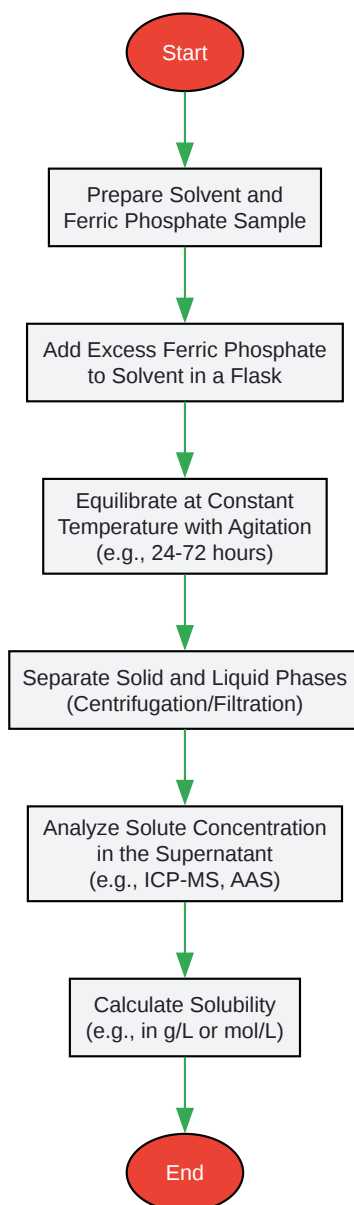 Start
Prepare Solvent and
Ferric Phosphate Sample
Add Excess Ferric Phosphate
to Solvent in a Flask
Equilibrate at Constant
Temperature with Agitation
(e.g., 24-72 hours)
Separate Solid and Liquid Phases
(Centrifugation/Filtration)
Analyze Solute Concentration
in the Supernatant
(e.g., ICP-MS, AAS)
Calculate Solubility
(e.g., in g/L or mol/L)
End